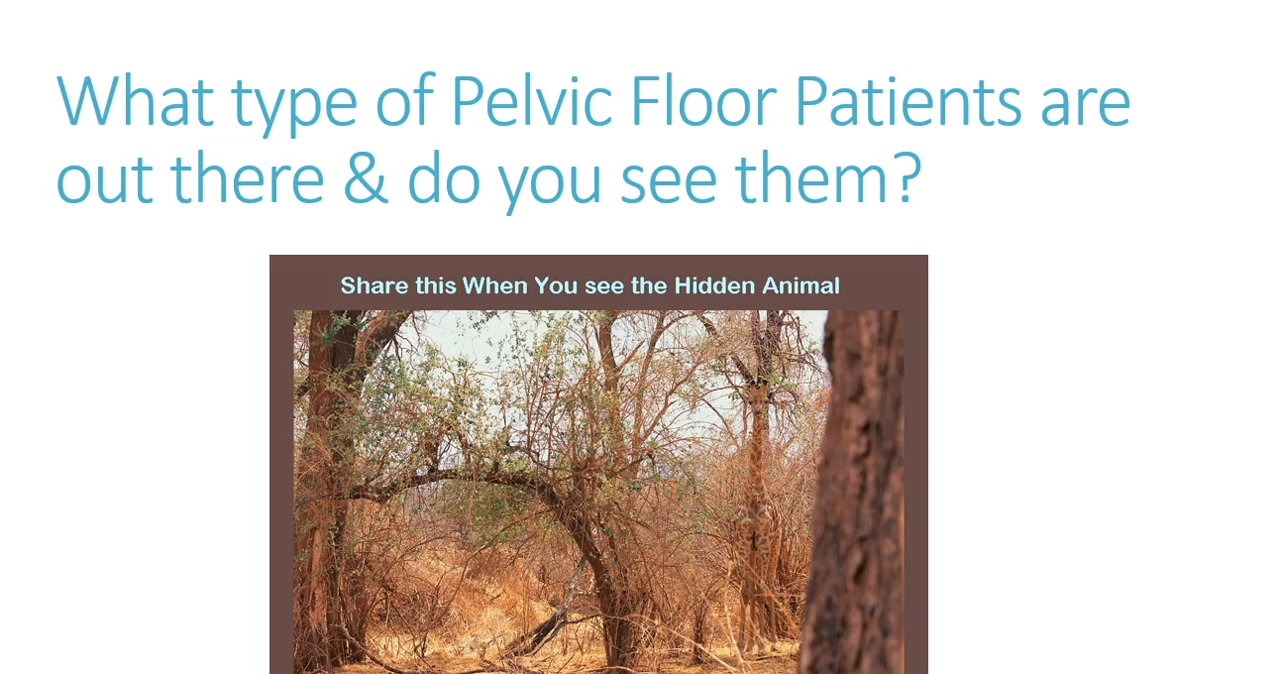 What type of Pelvic Floor Patients are
out there & do you see them?
Share this When You see the Hidden Animal